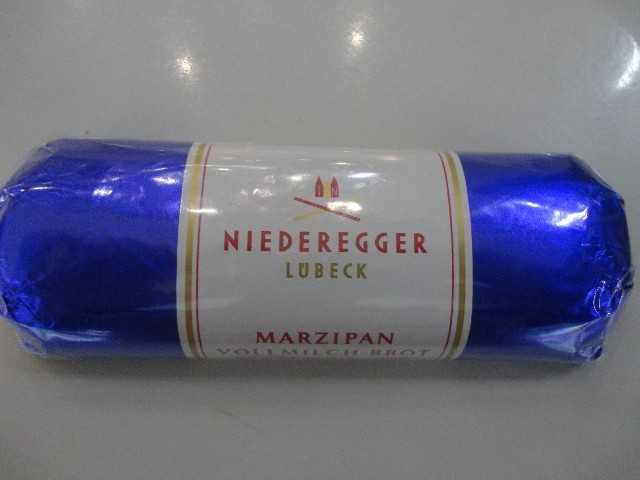 NIEDEREGGER
LÜBECK
MARZIPAN
VOLLMILCH-BROT